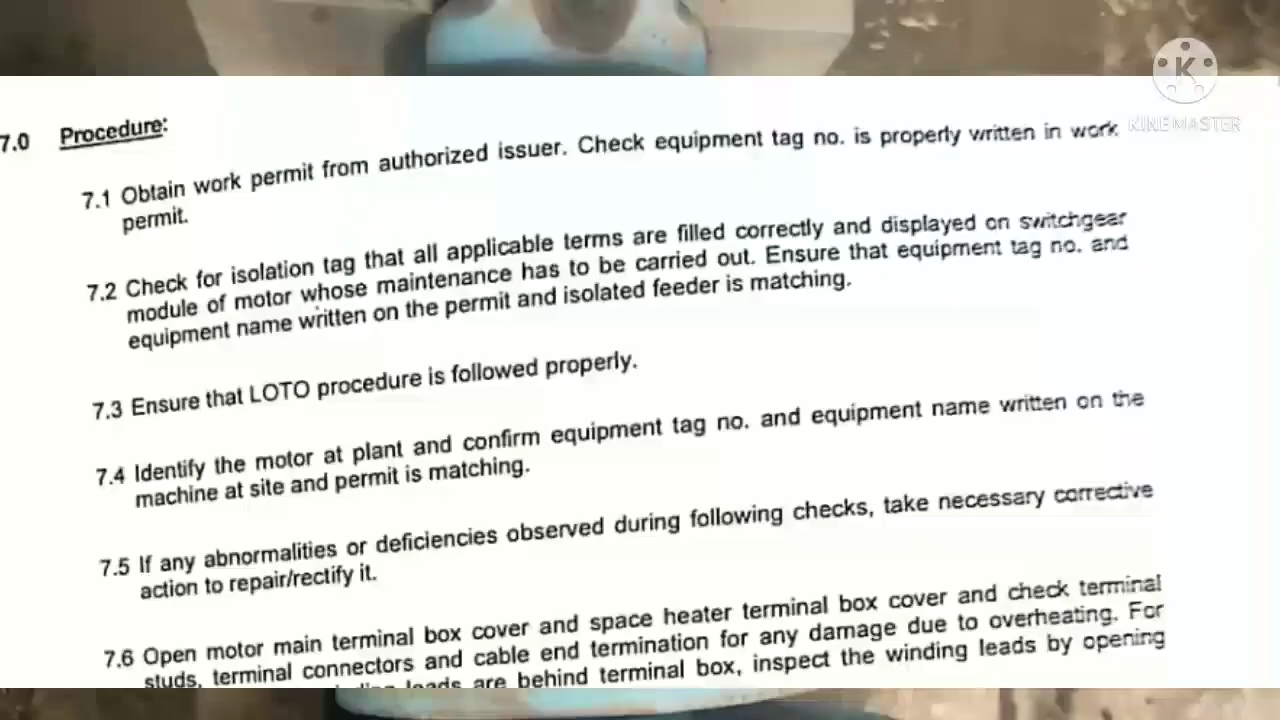 K
KINEMASTER
7.0 Procedure:
7.1 Obtain work permit from authorized issuer. Check equipment tag no. is properly written in work
permit.
7.2 Check for isolation tag that all applicable terms are filled correctly and displayed on switchgear
module of motor whose maintenance has to be carried out. Ensure that equipment tag no. and
equipment name written on the permit and isolated feeder is matching.
7.3 Ensure that LOTO procedure is followed properly.
7.4 Identify the motor at plant and confirm equipment tag no. and equipment name written on the
machine at site and permit is matching.
7.5 If any abnormalities or deficiencies observed during following checks, take necessary corrective
action to repair/rectify it.
7.6 Open motor main terminal box cover and space heater terminal box cover and check terminal
studs, terminal connectors and cable end termination for any damage due to overheating. For
leads are behind terminal box, inspect the winding leads by opening